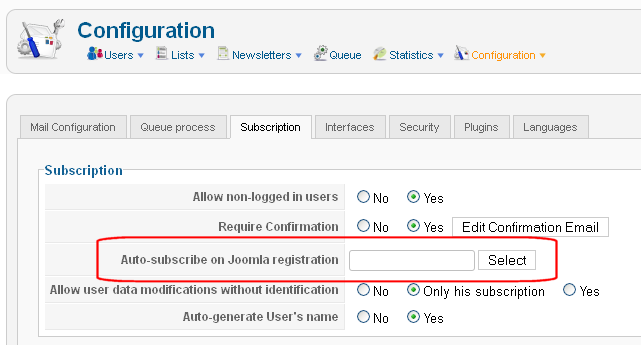 Configuration
Users Lists Newsletters Queue Statistics Configuration
Mail Configuration Queue process Subscription Interfaces Security Plugins Languages
Subscription
Allow non-logged in users No Yes
Require Confirmation No Yes Edit Confirmation Email
Auto-subscribe on Joomla registration Select
Allow user data modifications without identification No Only his subscription Yes
Auto-generate User's name No Yes